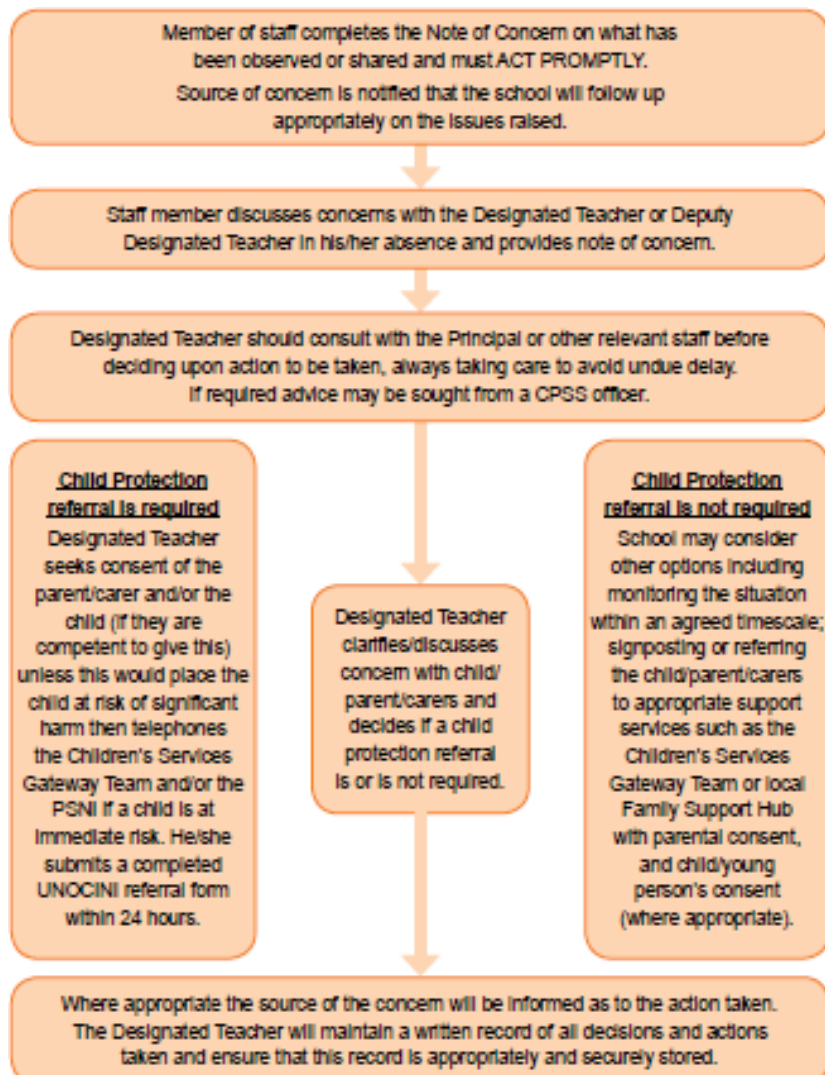 Member of staff completes the Note of Concern on what has
been observed or shared and must ACT PROMPTLY.
Source of concern is notified that the school will follow up
appropriately on the issues raised.
Staff member discusses concerns with the Designated Teacher or Deputy
Designated Teacher in his/her absence and provides note of concern.
Designated Teacher should consult with the Principal or other relevant staff before
deciding upon action to be taken, always taking care to avoid undue delay.
If required advice may be sought from a CPSS officer.
Child Protection
referral is required
Designated Teacher
seeks consent of the
parent/carer and/or the
child (if they are
competent to give this)
unless this would place the
child at risk of significant
harm then telephones
the Children's Services
Gateway Team and/or the
PSNI if a child is at
immediate risk. He/she
submits a completed
UNOCINI referral form
within 24 hours.
Designated Teacher
clarifies/discusses
concern with child/
parent/carers and
decides if a child
protection referral
is or is not required.
Child Protection
referral is not required
School may consider
other options including
monitoring the situation
within an agreed timescale;
signposting or referring
the child/parent/carers
to appropriate support
services such as the
Children's Services
Gateway Team or local
Family Support Hub
with parental consent,
and child/young
person's consent
(where appropriate).
Where appropriate the source of the concern will be informed as to the action taken.
The Designated Teacher will maintain a written record of all decisions and actions
taken and ensure that this record is appropriately and securely stored.